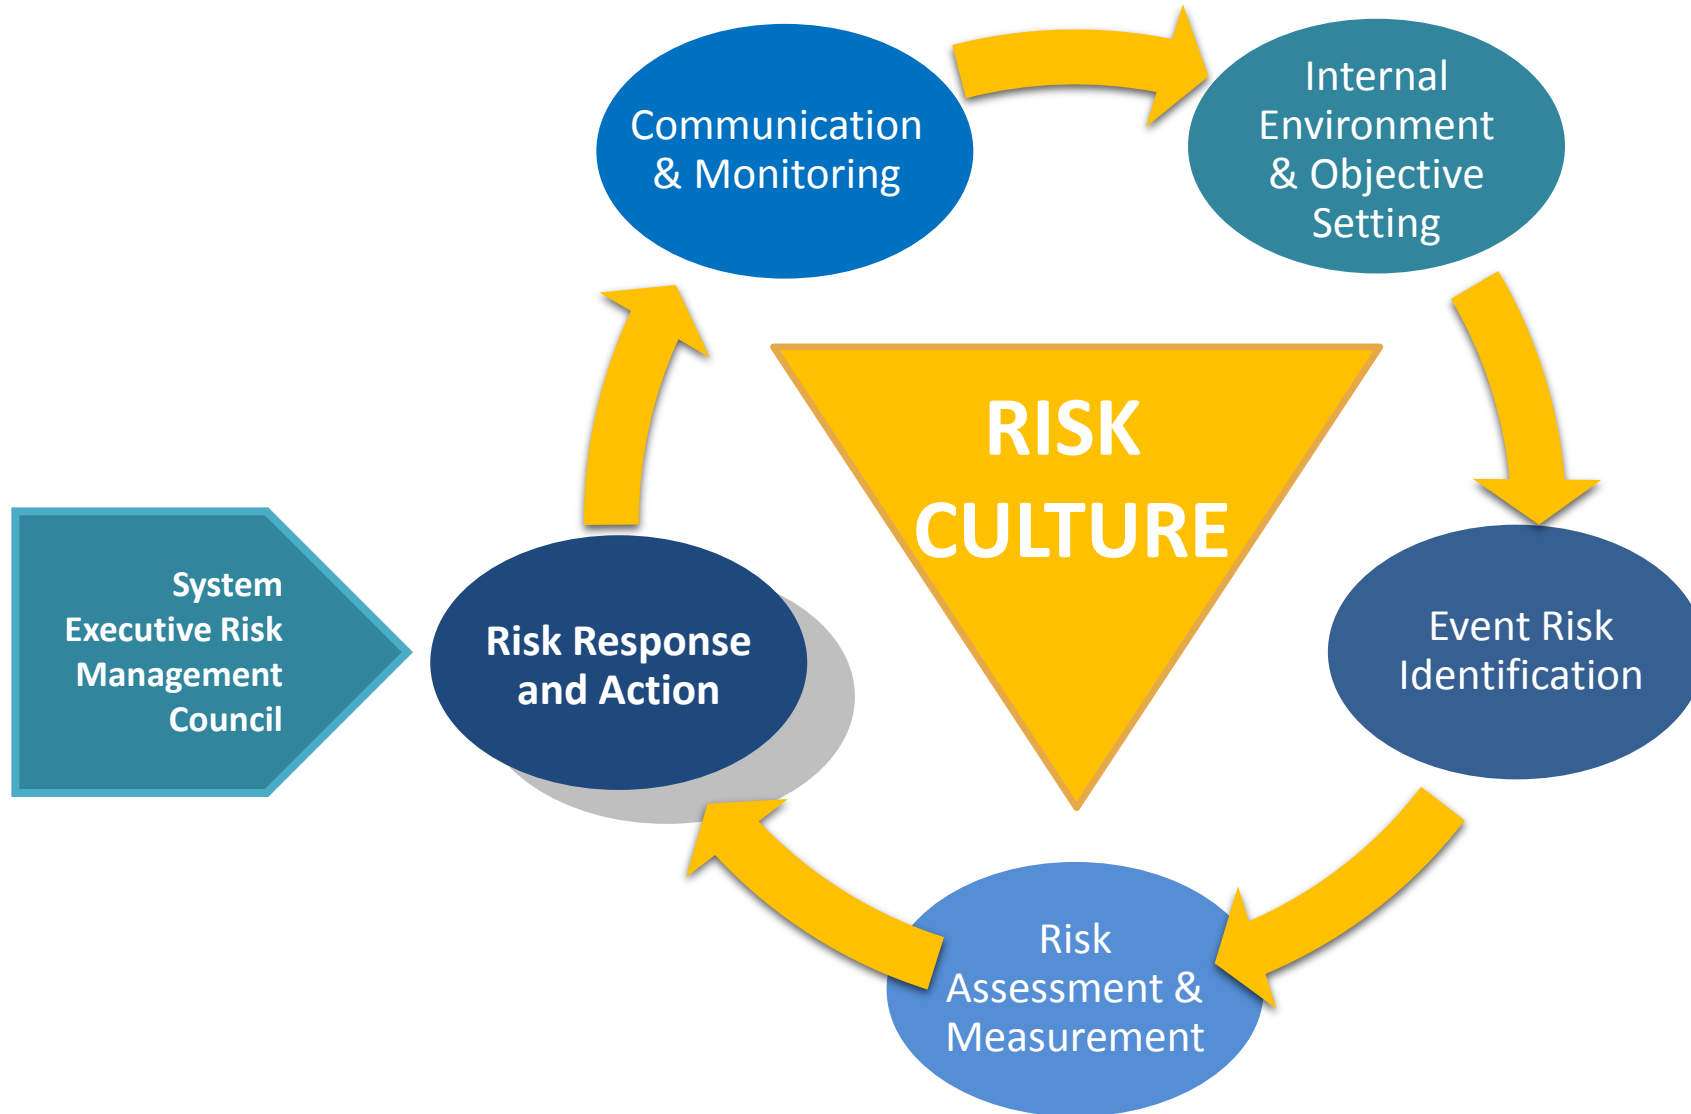 Communication
& Monitoring
Internal
Environment
& Objective
Setting
RISK
CULTURE
System
Executive Risk
Management
Council
Risk Response
and Action
Event Risk
Identification
Risk
Assessment &
Measurement